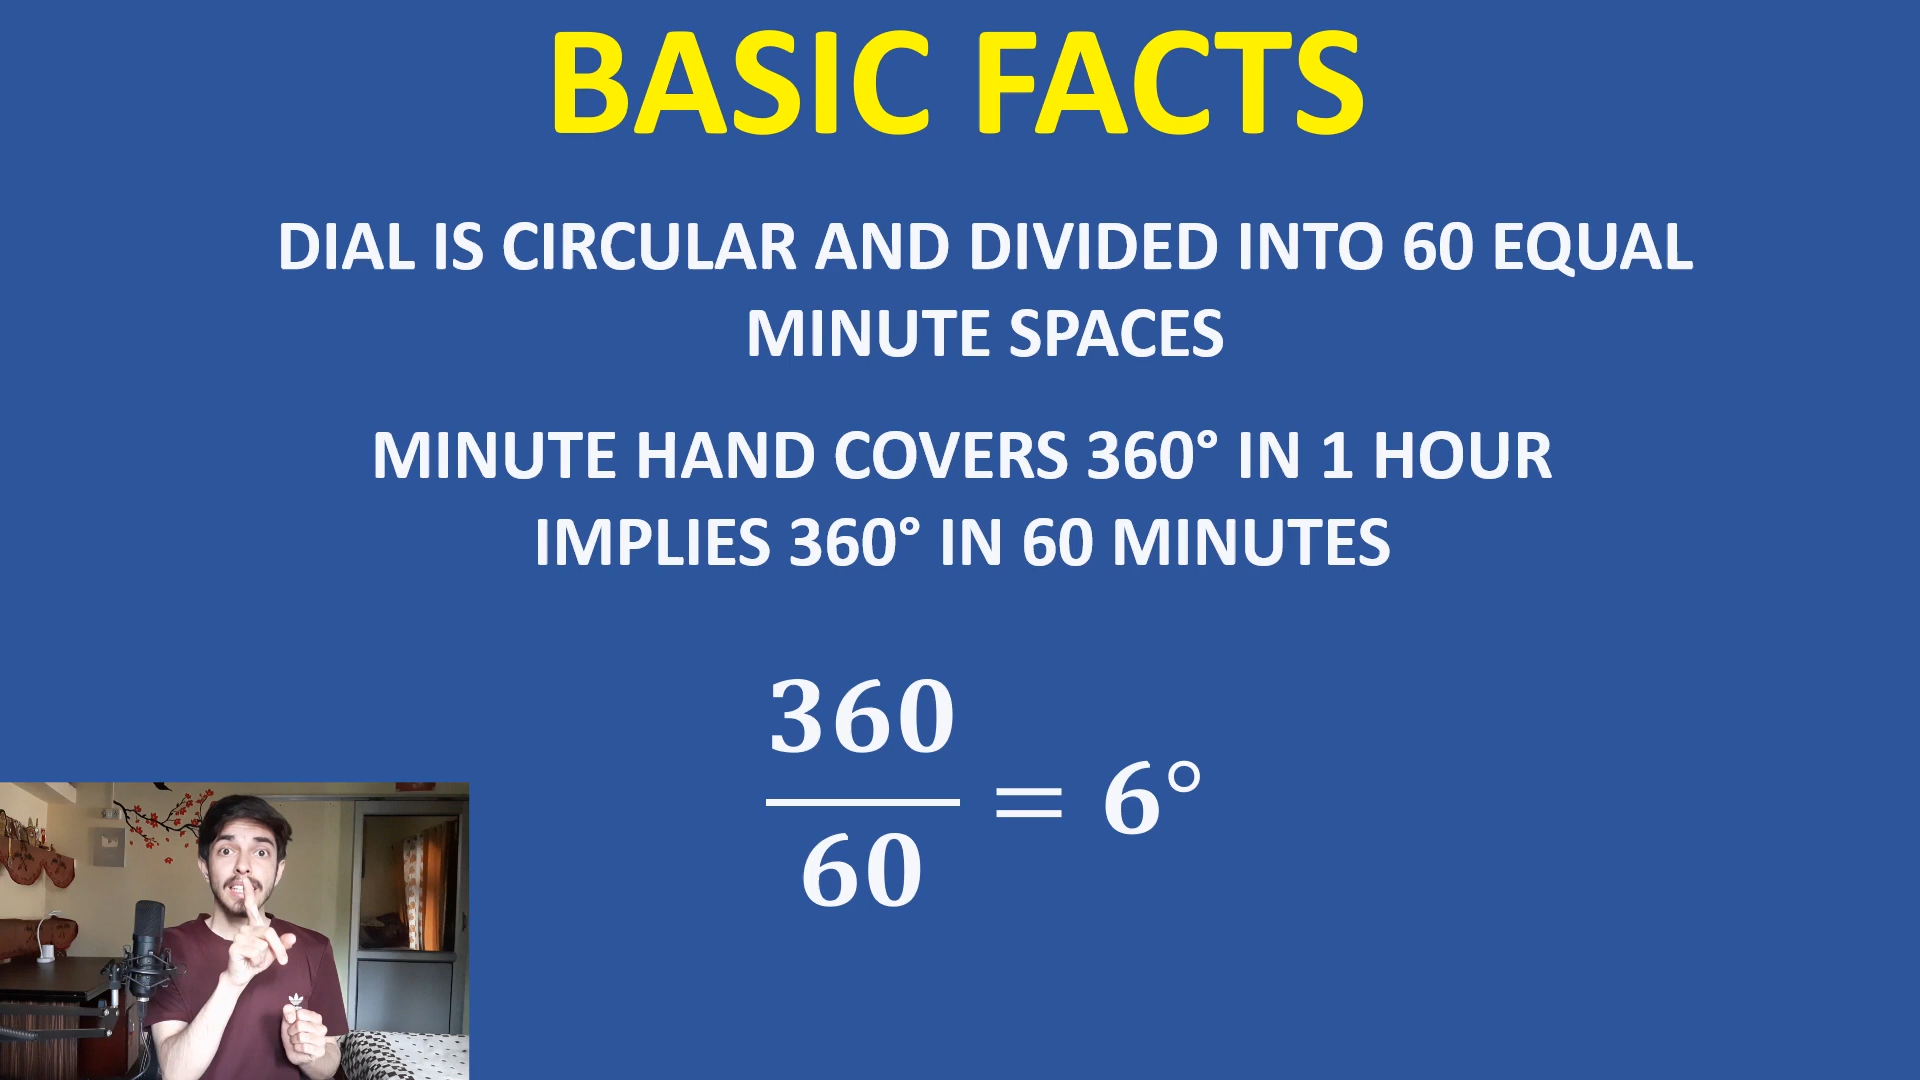 BASIC FACTS
DIAL IS CIRCULAR AND DIVIDED INTO 60 EQUAL
MINUTE SPACES
MINUTE HAND COVERS 360° IN 1 HOUR
IMPLIES 360° IN 60 MINUTES
360
60
= 6°